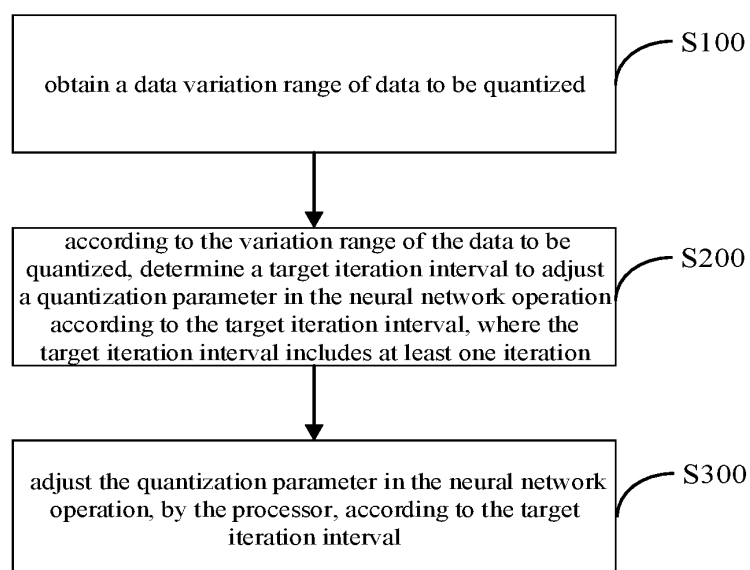 obtain a data variation range of data to be quantized
S100
according to the variation range of the data to be
quantized, determine a target iteration interval to adjust
a quantization parameter in the neural network operation
according to the target iteration interval, where the
target iteration interval includes at least one iteration
S200
adjust the quantization parameter in the neural network
operation, by the processor, according to the target
iteration interval
S300